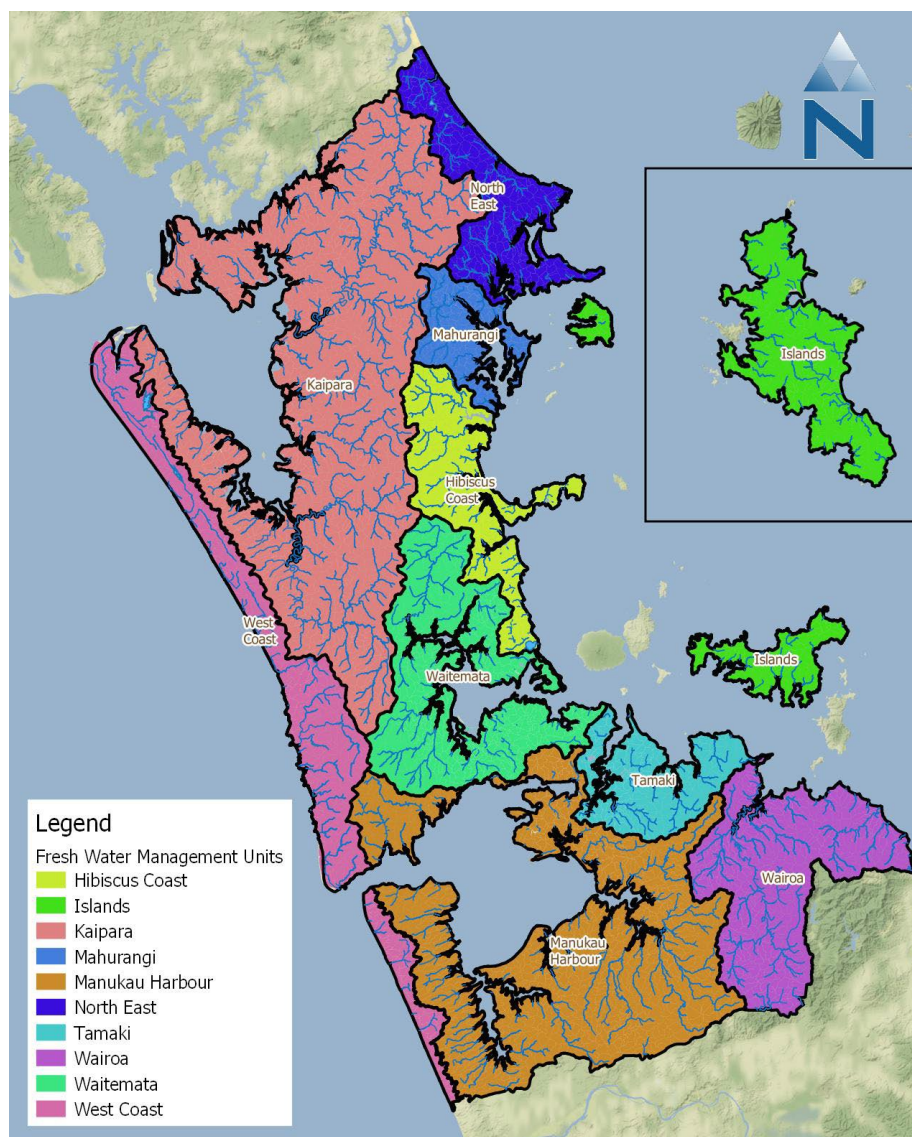 N
North
East
Mahurangi
Islands
Kaipara
Hibiscus
Coast
West
Coast
Islands
Waitemata
Tamaki
Wairoa
Manukau
Harbour
Legend
Fresh Water Management Units
Hibiscus Coast
Islands
Kaipara
Mahurangi
Manukau Harbour
North East
Tamaki
Wairoa
Waitemata
West Coast